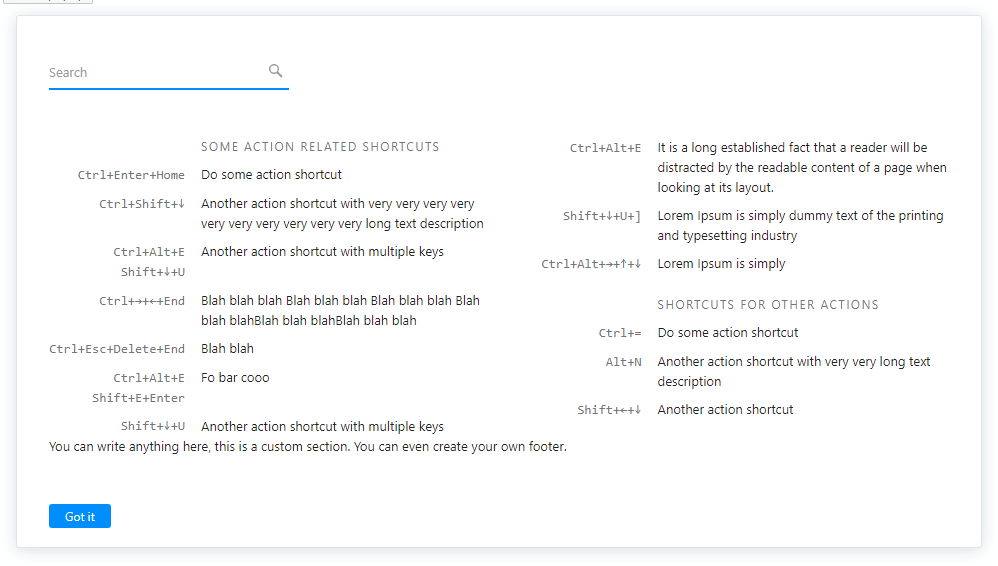 Search
SOME ACTION RELATED SHORTCUTS
Ctrl+Enter+Home Do some action shortcut
Ctrl+Shift+↓ Another action shortcut with very very very very
very very very very very very long text description
Ctrl+Alt+E Another action shortcut with multiple keys
Shift+↓+U
Ctrl+→+←+End Blah blah blah Blah blah blah Blah blah blah Blah
blah blahBlah blah blahBlah blah blah
Ctrl+Esc+Delete+End Blah blah
Ctrl+Alt+E Fo bar cooo
Shift+E+Enter
Shift+↓+U Another action shortcut with multiple keys
Ctrl+Alt+E It is a long established fact that a reader will be
distracted by the readable content of a page when
looking at its layout.
Shift+↓+U+] Lorem Ipsum is simply dummy text of the printing
and typesetting industry
Ctrl+Alt+→+↑+↓ Lorem Ipsum is simply
SHORTCUTS FOR OTHER ACTIONS
Ctrl+= Do some action shortcut
Alt+N Another action shortcut with very very long text
description
Shift+←+↓ Another action shortcut
You can write anything here, this is a custom section. You can even create your own footer.
Got it